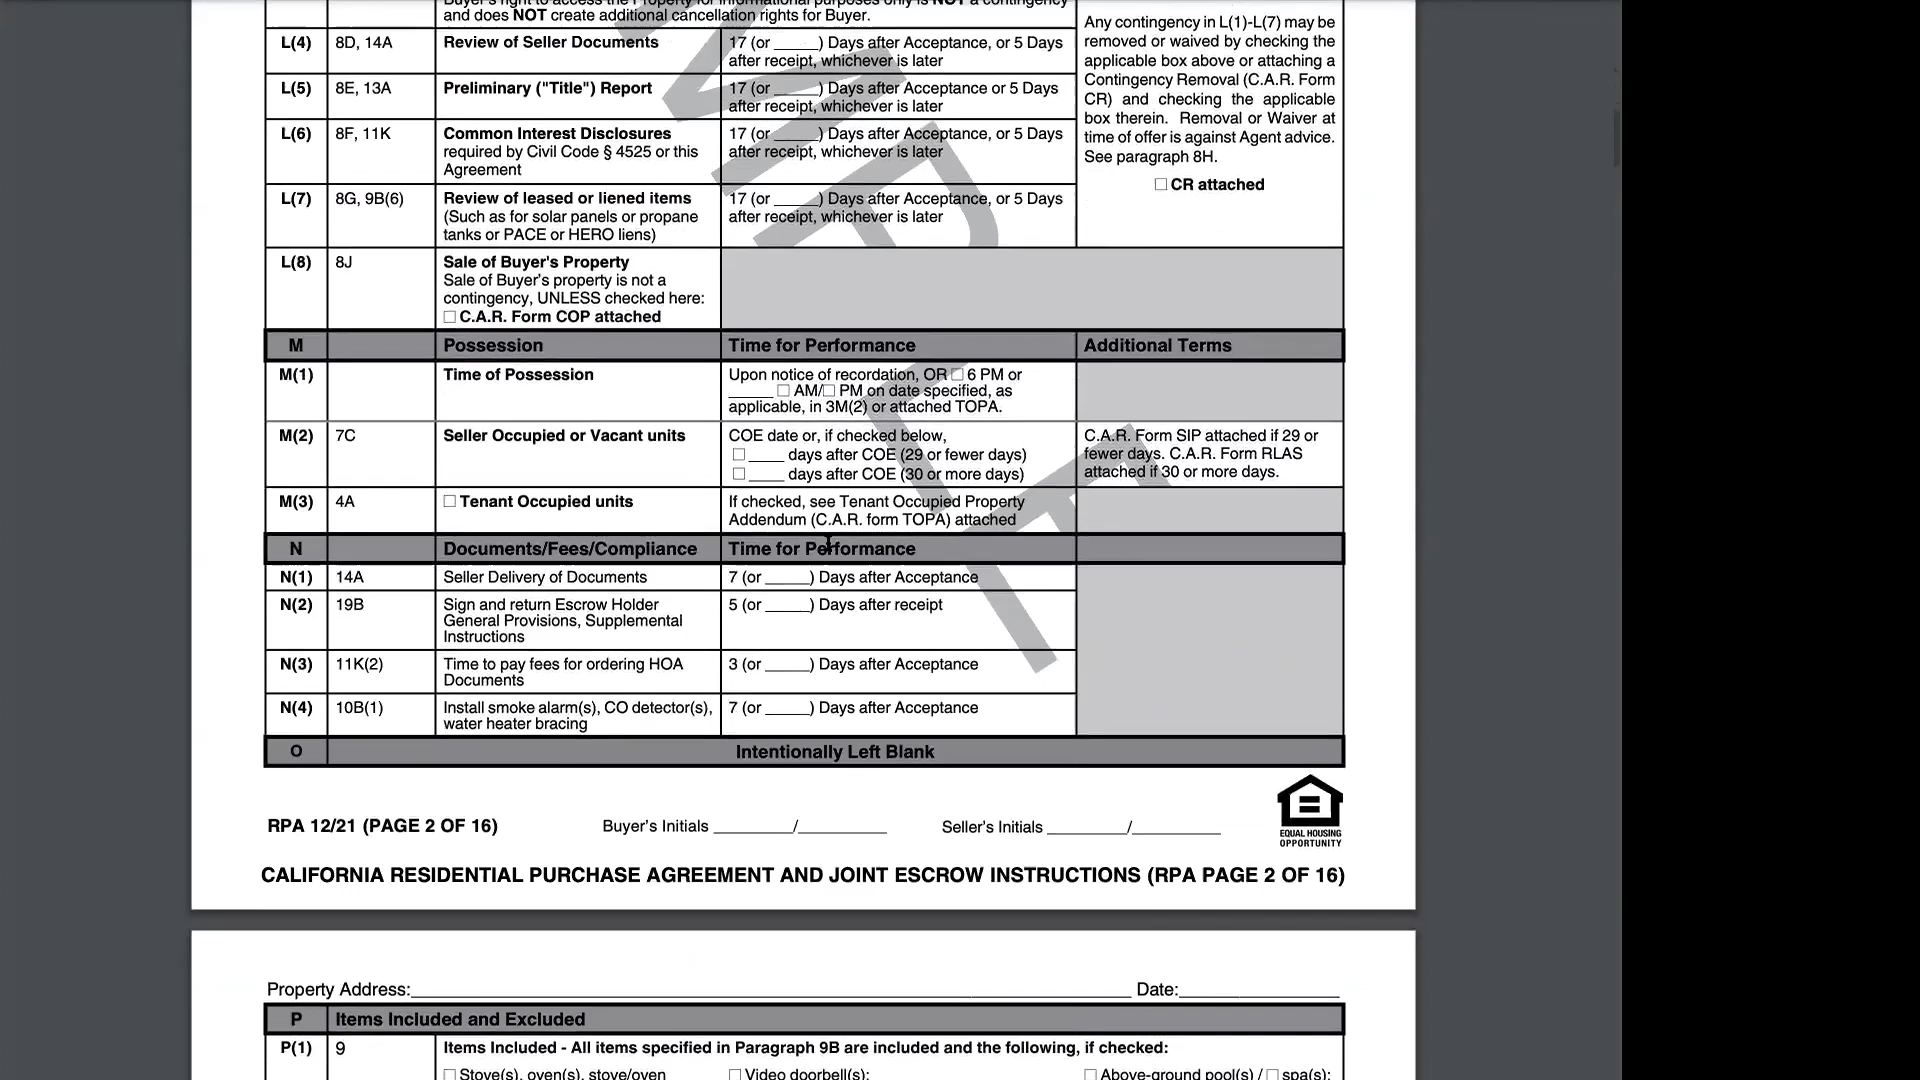 Buyer's right to access the Property for informational purposes only is NOT a contingency
and does NOT create additional cancellation rights for Buyer.
Any contingency in L(1)-L(7) may be
removed or waived by checking the
applicable box above or attaching a
Contingency Removal (C.A.R. Form
CR) and checking the applicable
box therein. Removal or Waiver at
time of offer is against Agent advice.
See paragraph 8H.
☐ CR attached
L(4) 8D, 14A Review of Seller Documents 17 (or _____) Days after Acceptance, or 5 Days
after receipt, whichever is later
L(5) 8E, 13A Preliminary ("Title") Report 17 (or _____) Days after Acceptance or 5 Days
after receipt, whichever is later
L(6) 8F, 11K Common Interest Disclosures 17 (or _____) Days after Acceptance, or 5 Days
required by Civil Code § 4525 or this after receipt, whichever is later
Agreement
L(7) 8G, 9B(6) Review of leased or liened items 17 (or _____) Days after Acceptance, or 5 Days
(Such as for solar panels or propane after receipt, whichever is later
tanks or PACE or HERO liens)
L(8) 8J Sale of Buyer's Property
Sale of Buyer's property is not a
contingency, UNLESS checked here:
☐ C.A.R. Form COP attached
M Possession Time for Performance Additional Terms
M(1) Time of Possession Upon notice of recordation, OR ☐ 6 PM or
_____ ☐ AM/☐ PM on date specified, as
applicable, in 3M(2) or attached TOPA.
M(2) 7C Seller Occupied or Vacant units COE date or, if checked below, C.A.R. Form SIP attached if 29 or
☐ ____ days after COE (29 or fewer days) fewer days. C.A.R. Form RLAS
☐ ____ days after COE (30 or more days) attached if 30 or more days.
M(3) 4A ☐ Tenant Occupied units If checked, see Tenant Occupied Property
Addendum (C.A.R. form TOPA) attached
N Documents/Fees/Compliance Time for Performance
N(1) 14A Seller Delivery of Documents 7 (or _____) Days after Acceptance
N(2) 19B Sign and return Escrow Holder 5 (or _____) Days after receipt
General Provisions, Supplemental
Instructions
N(3) 11K(2) Time to pay fees for ordering HOA 3 (or _____) Days after Acceptance
Documents
N(4) 10B(1) Install smoke alarm(s), CO detector(s), 7 (or _____) Days after Acceptance
water heater bracing
O Intentionally Left Blank
RPA 12/21 (PAGE 2 OF 16) Buyer's Initials _________/__________ Seller's Initials _________/__________
EQUAL HOUSING
OPPORTUNITY
CALIFORNIA RESIDENTIAL PURCHASE AGREEMENT AND JOINT ESCROW INSTRUCTIONS (RPA PAGE 2 OF 16)
Property Address:__________ Date:__________
P Items Included and Excluded
P(1) 9 Items Included - All items specified in Paragraph 9B are included and the following, if checked:
☐ Stove(s), oven(s), stove/oven ☐ Video doorbell(s); ☐ Above-ground pool(s) / ☐ spa(s);